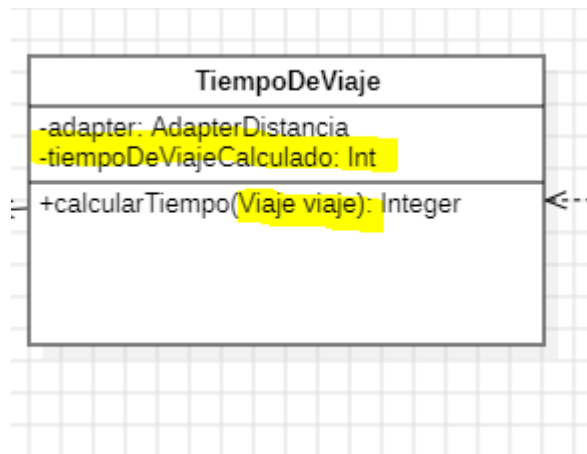 TiempoDeViaje
-adapter: AdapterDistancia
-tiempoDeViajeCalculado: Int
+calcularTiempo(Viaje viaje): Integer